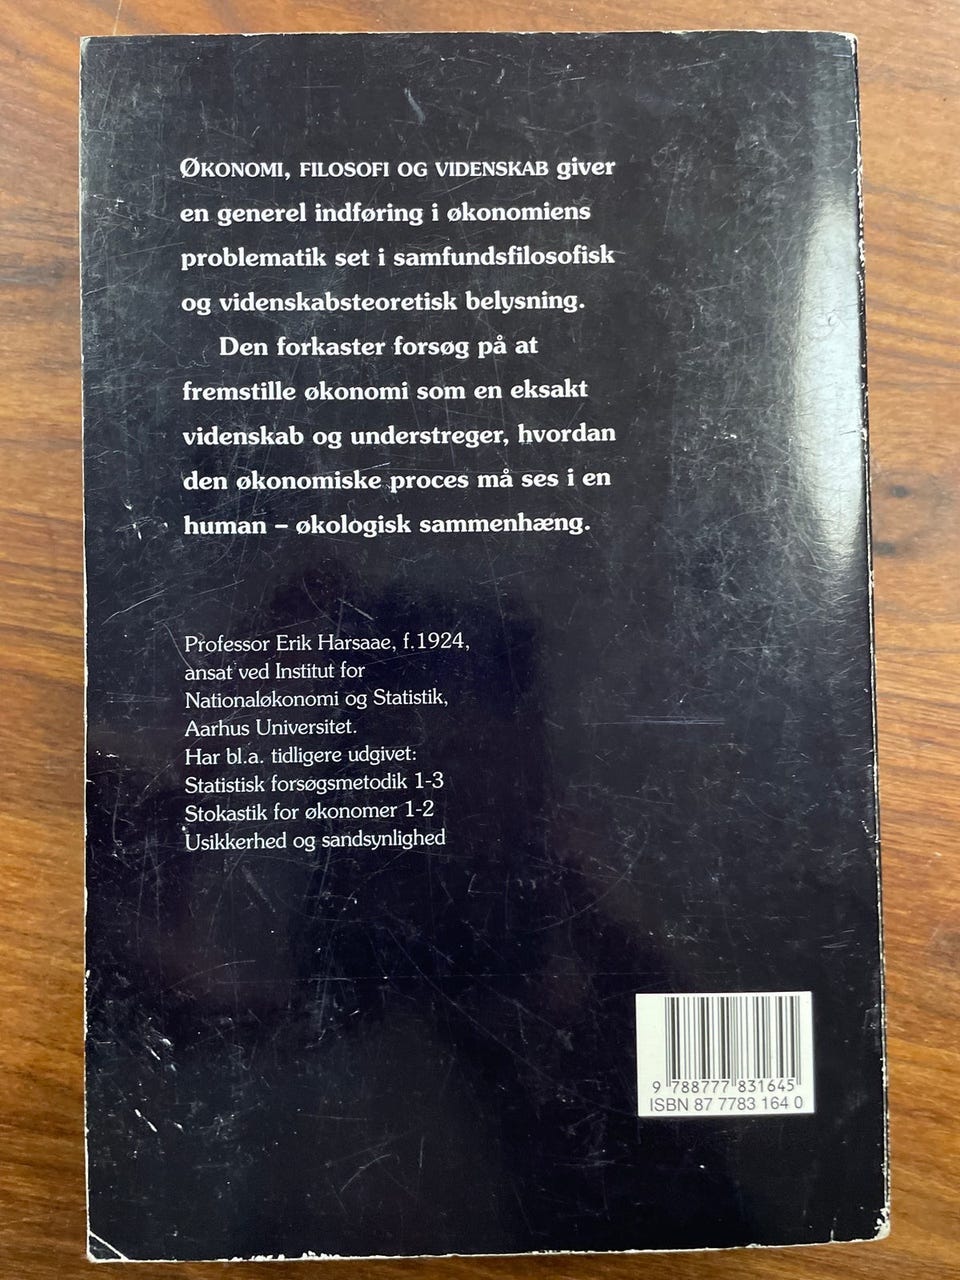 ØKONOMI, FILOSOFI OG VIDENSKAB giver
en generel indføring i økonomiens
problematik set i samfundsfilosofisk
og videnskabsteoretisk belysning.
Den forkaster forsøg på at
fremstille økonomi som en eksakt
videnskab og understreger, hvordan
den økonomiske proces må ses i en
human – økologisk sammenhæng.
Professor Erik Harsaae, f.1924,
ansat ved Institut for
Nationaløkonomi og Statistik,
Aarhus Universitet.
Har bl.a. tidligere udgivet:
Statistisk forsøgsmetodik 1-3
Stokastik for økonomer 1-2
Usikkerhed og sandsynlighed
9 788777 831645
ISBN 87 7783 164 0